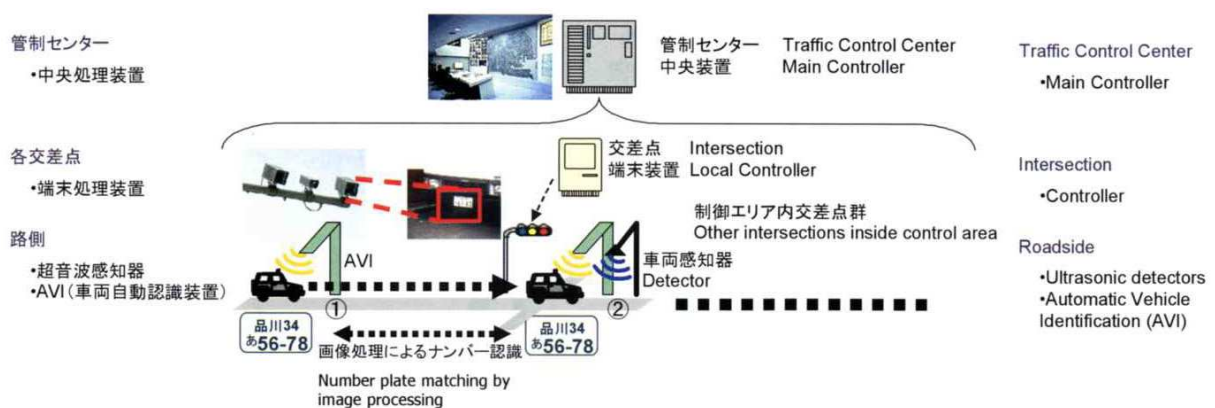 管制センター
•中央処理装置
管制センター Traffic Control Center
中央装置 Main Controller
Traffic Control Center
•Main Controller
各交差点
•端末処理装置
交差点 Intersection
端末装置 Local Controller
Intersection
•Controller
制御エリア内交差点群
Other intersections inside control area
路側
•超音波感知器
•AVI(車両自動認識装置)
AVI
車両感知器
Detector
Roadside
•Ultrasonic detectors
•Automatic Vehicle
Identification (AVI)
①
②
品川34
あ56-78
品川34
あ56-78
画像処理によるナンバー認識
Number plate matching by
image processing